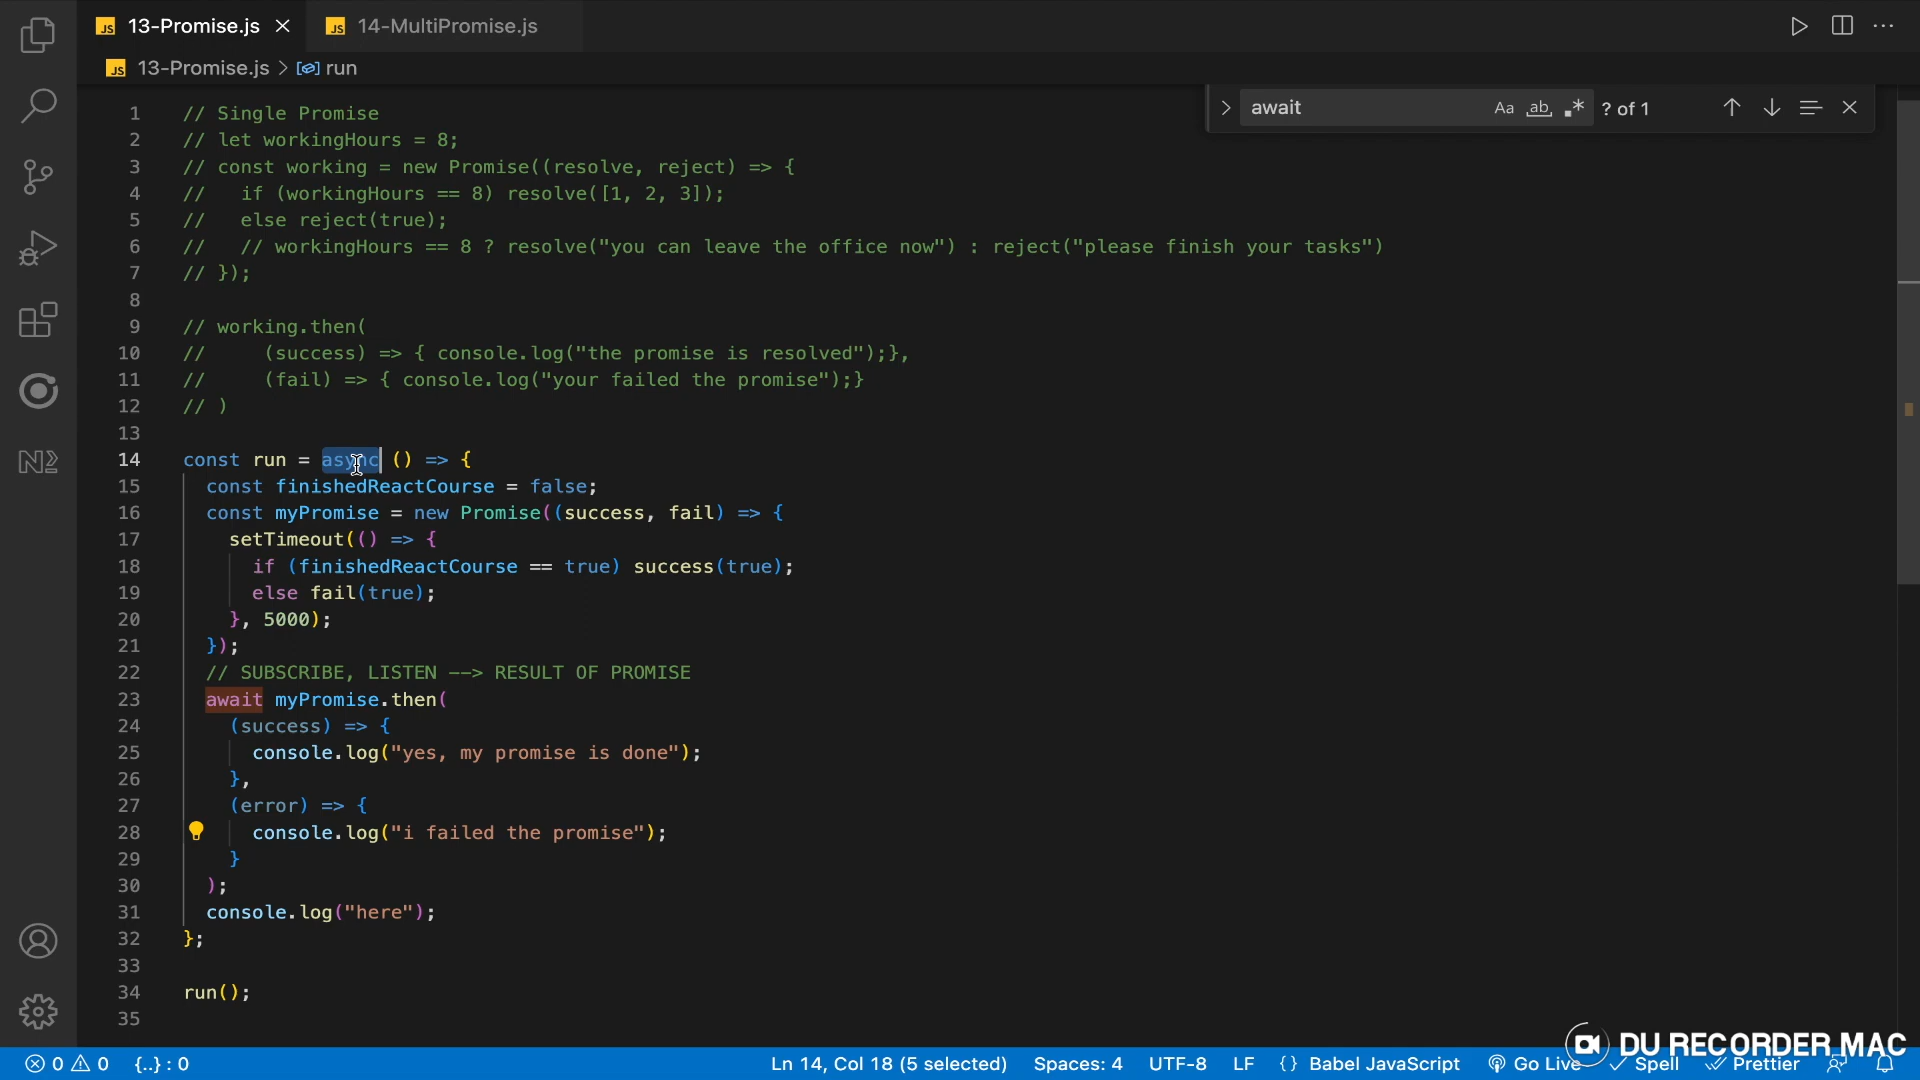 JS 13-Promise.js
JS 14-MultiPromise.js
JS 13-Promise.js > run
await Aa ab ? of 1
1 // Single Promise
2 // let workingHours = 8;
3 // const working = new Promise((resolve, reject) => {
4 //   if (workingHours == 8) resolve([1, 2, 3]);
5 //   else reject(true);
6 //   // workingHours == 8 ? resolve("you can leave the office now") : reject("please finish your tasks")
7 // });
8
9 // working.then(
10 //     (success) => { console.log("the promise is resolved");},
11 //     (fail) => { console.log("your failed the promise");}
12 // )
13
14 const run = async () => {
15   const finishedReactCourse = false;
16   const myPromise = new Promise((success, fail) => {
17     setTimeout(() => {
18       if (finishedReactCourse == true) success(true);
19       else fail(true);
20     }, 5000);
21   });
22   // SUBSCRIBE, LISTEN --> RESULT OF PROMISE
23   await myPromise.then(
24     (success) => {
25       console.log("yes, my promise is done");
26     },
27     (error) => {
28       console.log("i failed the promise");
29     }
30   );
31   console.log("here");
32 };
33
34 run();
35
DU RECORDER MAC
0 0 {..} : 0 Ln 14, Col 18 (5 selected) Spaces: 4 UTF-8 LF {} Babel JavaScript Go Live Spell Prettier